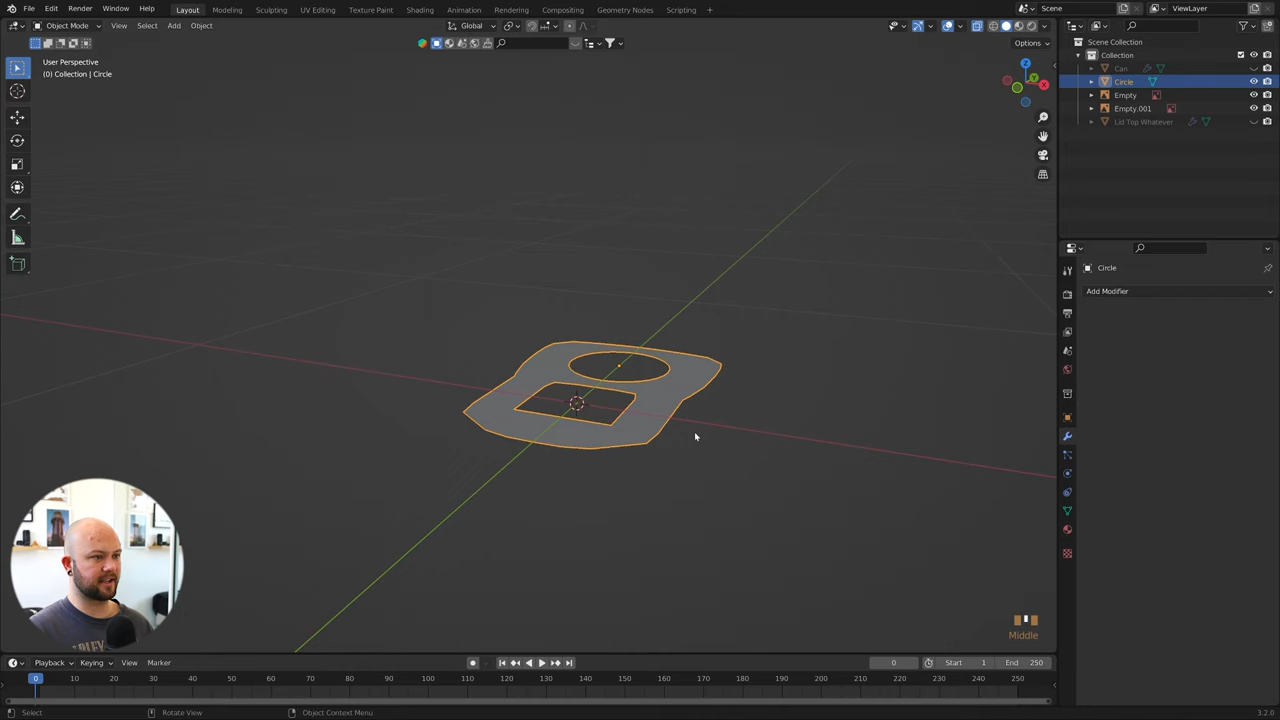 File Edit Render Window Help Layout Modeling Sculpting UV Editing Texture Paint Shading Animation Rendering Compositing Geometry Nodes Scripting + Scene ViewLayer
Object Mode View Select Add Object Global
Options
User Perspective
(0) Collection | Circle
Z
Y
X
Scene Collection
Collection
Can
Circle
Empty
Empty.001
Lid Top Whatever
Circle
Add Modifier
Middle
Playback Keying View Marker 0 Start 1 End 250
0 10 20 30 40 50 60 70 80 90 100 110 120 130 140 150 160 170 180 190 200 210 220 230 240 250
Select Rotate View Object Context Menu 3.2.0